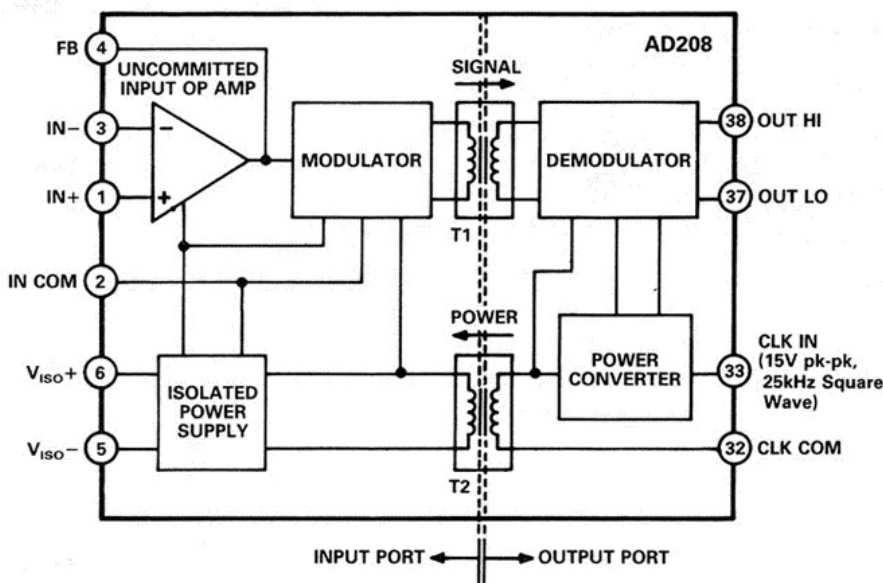 AD208
FB
4
UNCOMMITTED
INPUT OP AMP
SIGNAL
IN−
3
−
MODULATOR
DEMODULATOR
38
OUT HI
IN+
1
+
37
OUT LO
T1
IN COM
2
POWER
V_ISO+
6
ISOLATED
POWER
SUPPLY
POWER
CONVERTER
33
CLK IN
(15V pk-pk,
25kHz Square
Wave)
V_ISO−
5
32
CLK COM
T2
INPUT PORT
OUTPUT PORT